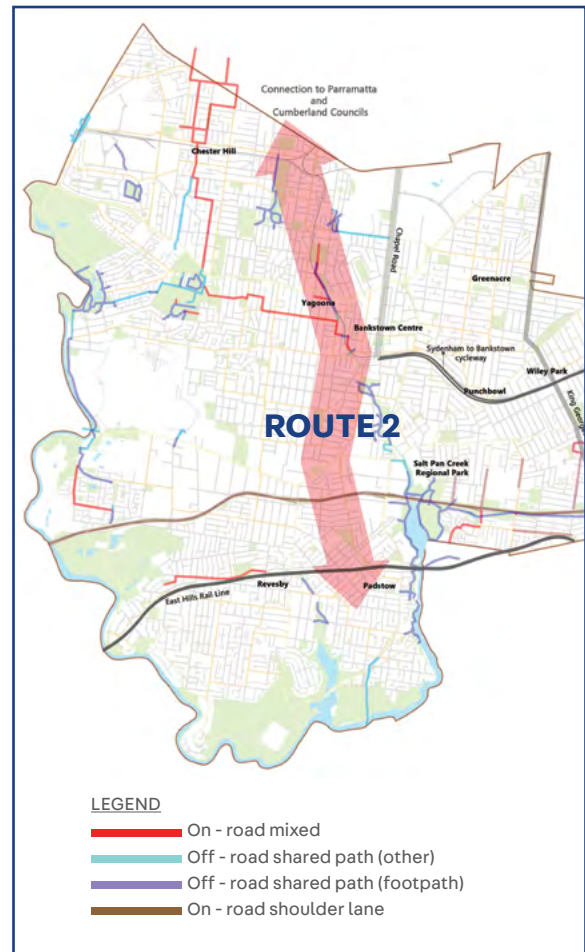 Connection to Parramatta
and
Cumberland Councils
Chester Hill
Chapel Road
Greenacre
Yagoona
Bankstown Centre
Sydenham to Bankstown
cycleway
Wiley Park
Punchbowl
King George
ROUTE 2
Salt Pan Creek
Regional Park
East Hills Rail Line
Revesby
Padstow
LEGEND
On - road mixed
Off - road shared path (other)
Off - road shared path (footpath)
On - road shoulder lane